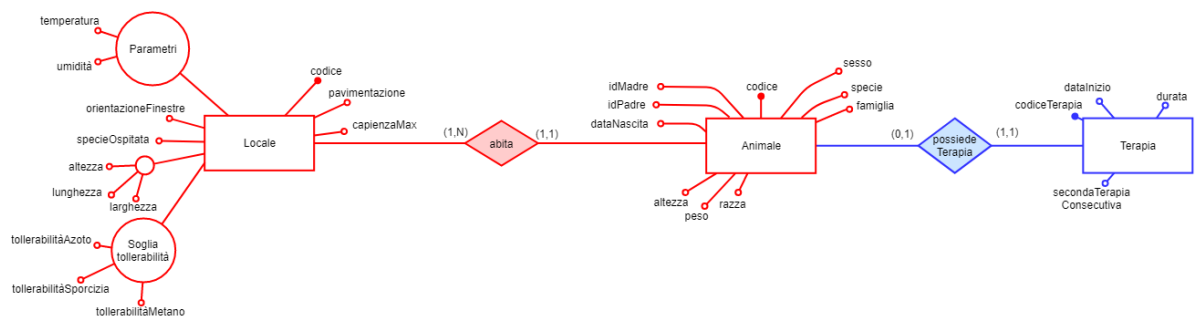 temperatura
Parametri
umidità
codice
pavimentazione
orientazioneFinestre
capienzaMax
specieOspitata
Locale
altezza
lunghezza
larghezza
tollerabilitàAzoto
Soglia
tollerabilità
tollerabilitàSporcizia
tollerabilitàMetano
(1,N)
abita
(1,1)
sesso
idMadre
codice
specie
idPadre
famiglia
dataNascita
Animale
altezza
peso
razza
(0,1)
possiede
Terapia
(1,1)
dataInizio
durata
codiceTerapia
Terapia
secondaTerapia
Consecutiva